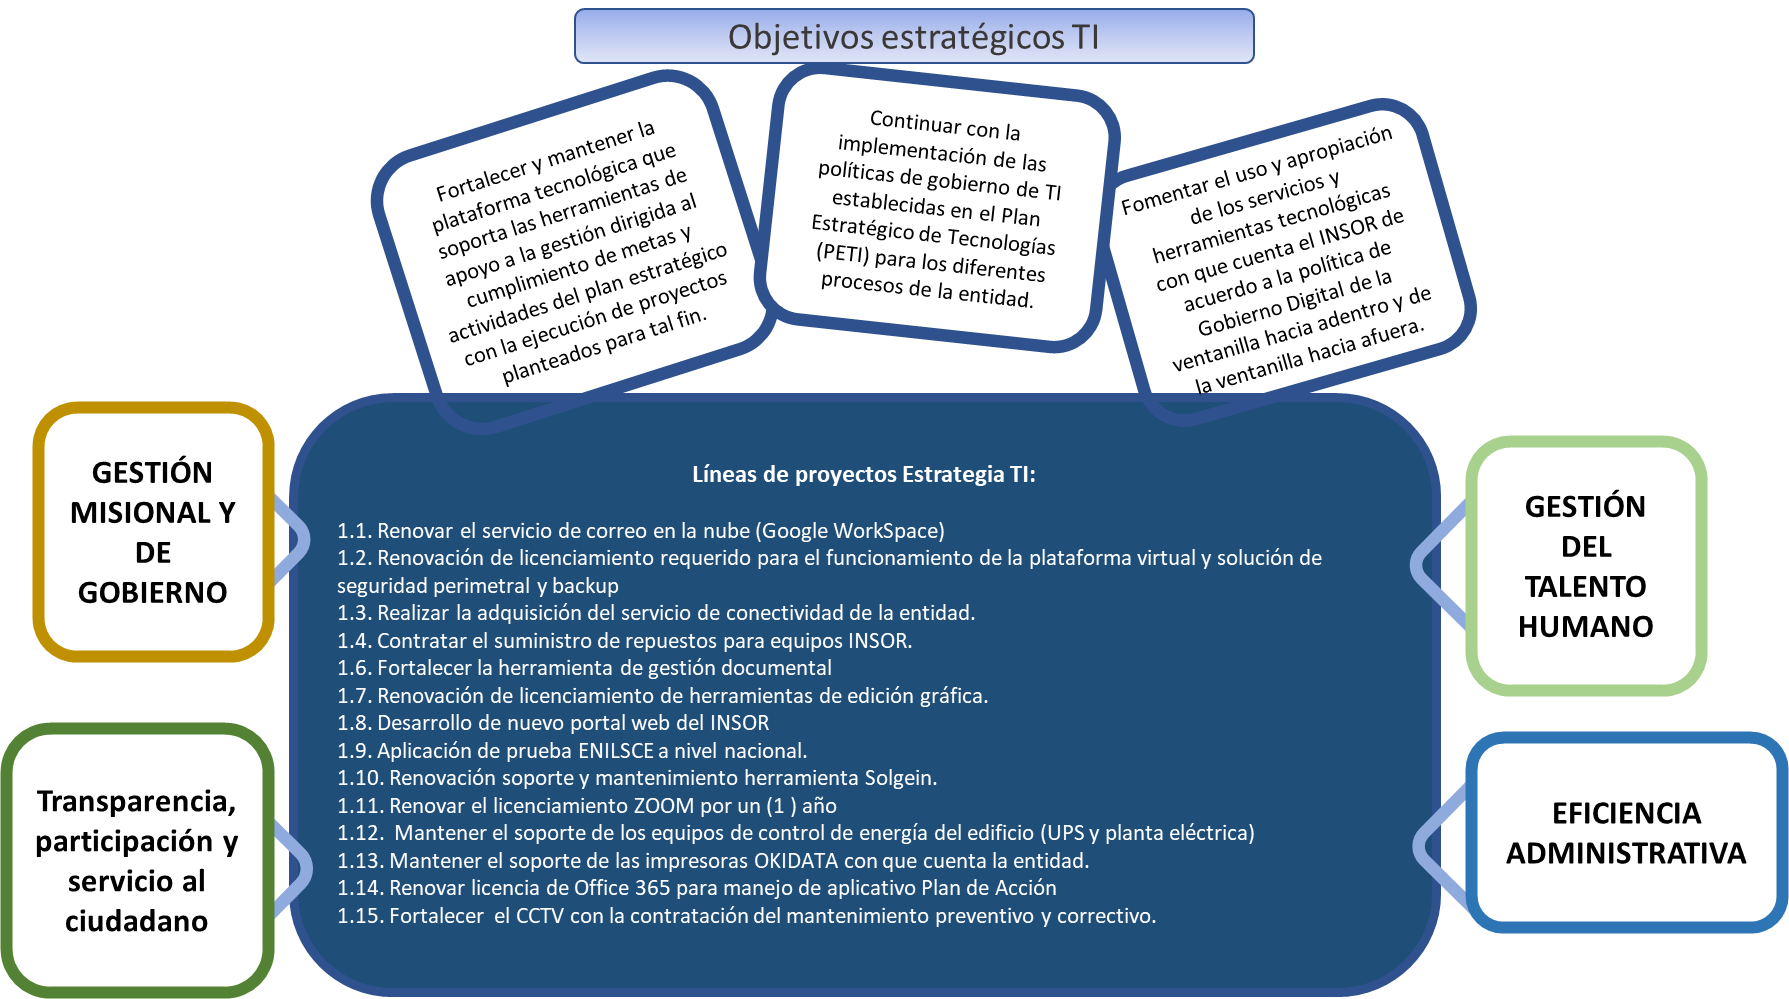 Objetivos estratégicos TI
Fortalecer y mantener la
plataforma tecnológica que
soporta las herramientas de
apoyo a la gestión dirigida al
cumplimiento de metas y
actividades del plan estratégico
con la ejecución de proyectos
planteados para tal fin.
Continuar con la
implementación de las
políticas de gobierno de TI
establecidas en el Plan
Estratégico de Tecnologías
(PETI) para los diferentes
procesos de la entidad.
Fomentar el uso y apropiación
de los servicios y
herramientas tecnológicas
con que cuenta el INSOR de
acuerdo a la política de
Gobierno Digital de la
ventanilla hacia adentro y de
la ventanilla hacia afuera.
GESTIÓN
MISIONAL Y
DE
GOBIERNO
Transparencia,
participación y
servicio al
ciudadano
Líneas de proyectos Estrategia TI:
1.1. Renovar el servicio de correo en la nube (Google WorkSpace)
1.2. Renovación de licenciamiento requerido para el funcionamiento de la plataforma virtual y solución de
seguridad perimetral y backup
1.3. Realizar la adquisición del servicio de conectividad de la entidad.
1.4. Contratar el suministro de repuestos para equipos INSOR.
1.6. Fortalecer la herramienta de gestión documental
1.7. Renovación de licenciamiento de herramientas de edición gráfica.
1.8. Desarrollo de nuevo portal web del INSOR
1.9. Aplicación de prueba ENILSCE a nivel nacional.
1.10. Renovación soporte y mantenimiento herramienta Solgein.
1.11. Renovar el licenciamiento ZOOM por un (1 ) año
1.12.  Mantener el soporte de los equipos de control de energía del edificio (UPS y planta eléctrica)
1.13. Mantener el soporte de las impresoras OKIDATA con que cuenta la entidad.
1.14. Renovar licencia de Office 365 para manejo de aplicativo Plan de Acción
1.15. Fortalecer  el CCTV con la contratación del mantenimiento preventivo y correctivo.
GESTIÓN
DEL
TALENTO
HUMANO
EFICIENCIA
ADMINISTRATIVA